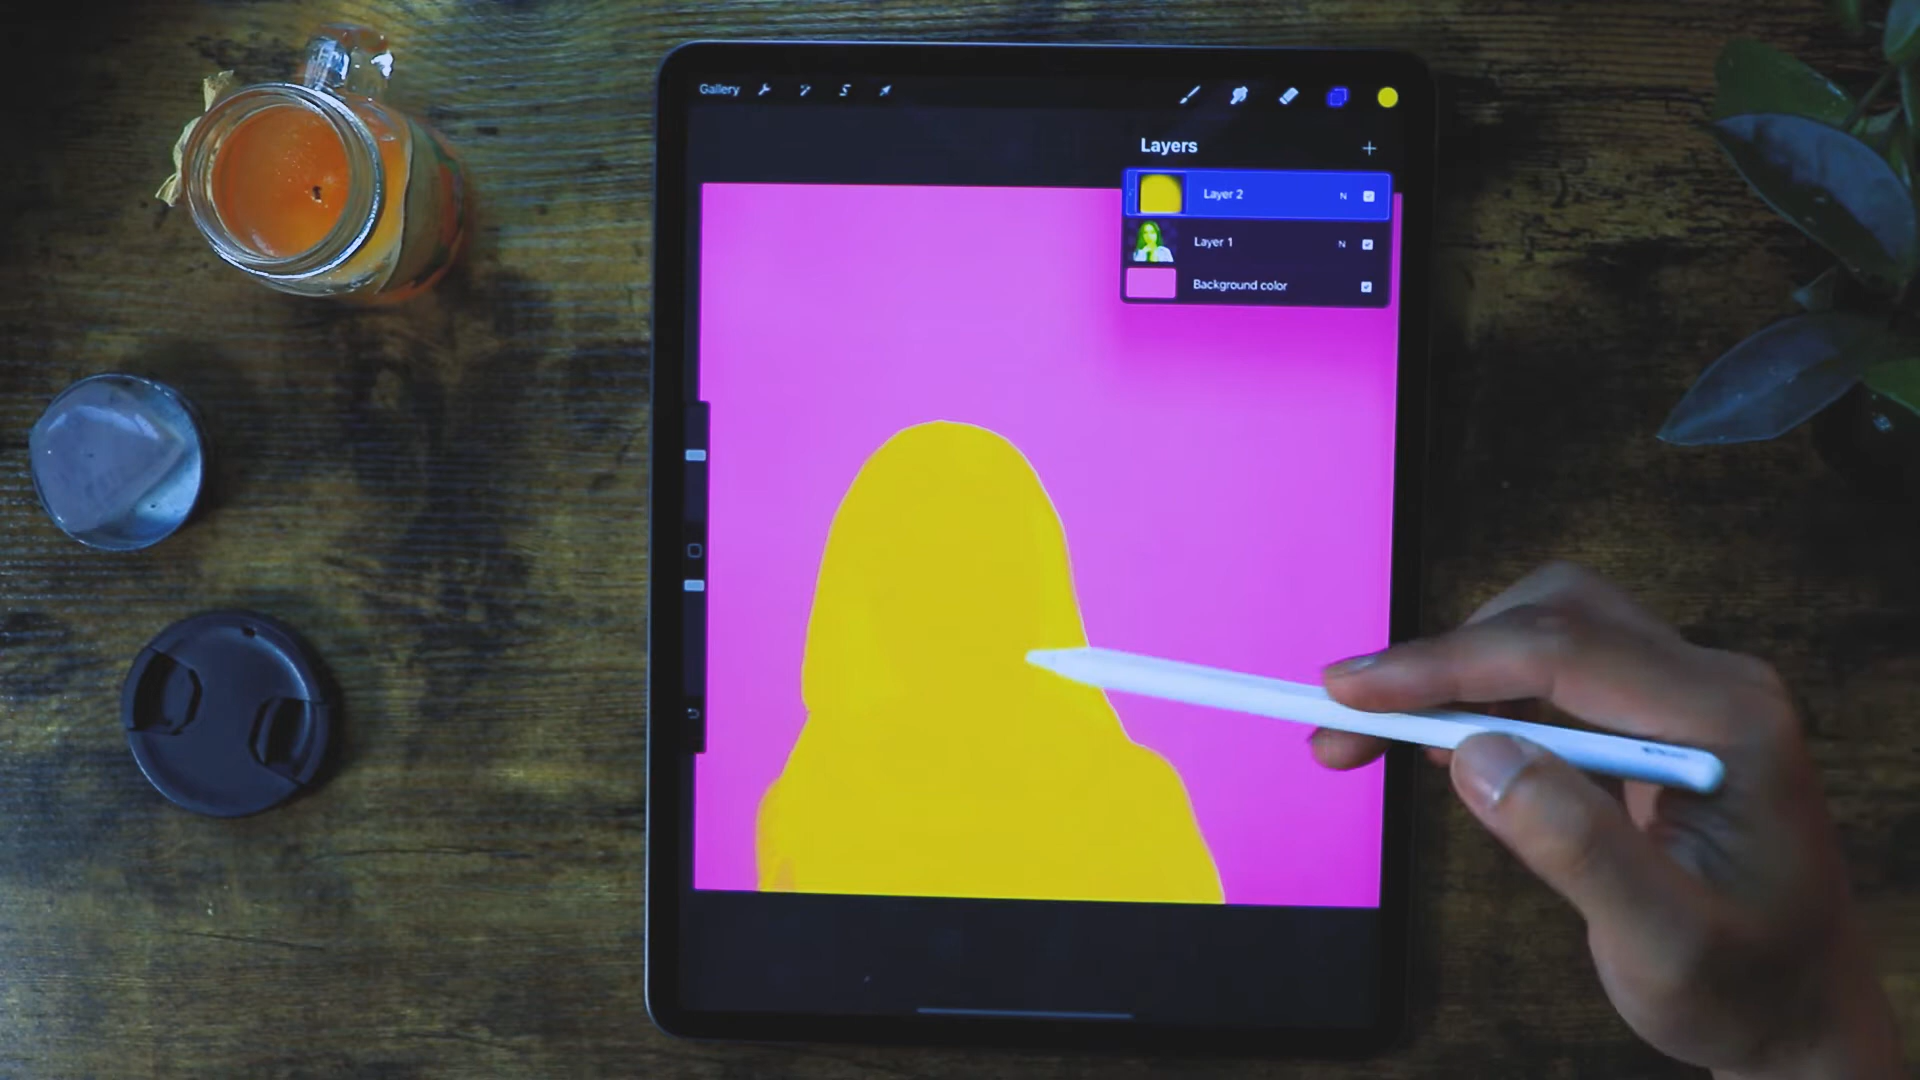 Gallery
Layers
Layer 2 N
Layer 1 N
Background color